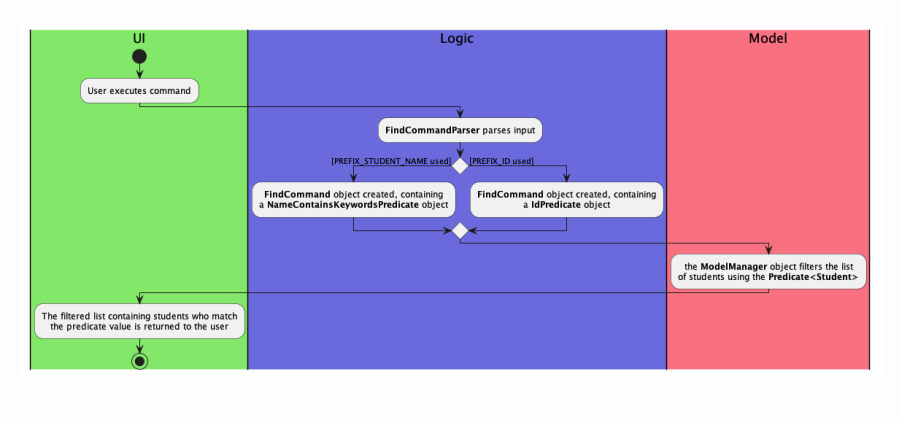 UI
Logic
Model
User executes command
FindCommandParser parses input
[PREFIX_STUDENT_NAME used]
[PREFIX_ID used]
FindCommand object created, containing
a NameContainsKeywordsPredicate object
FindCommand object created, containing
a IdPredicate object
the ModelManager object filters the list
of students using the Predicate<Student>
The filtered list containing students who match
the predicate value is returned to the user